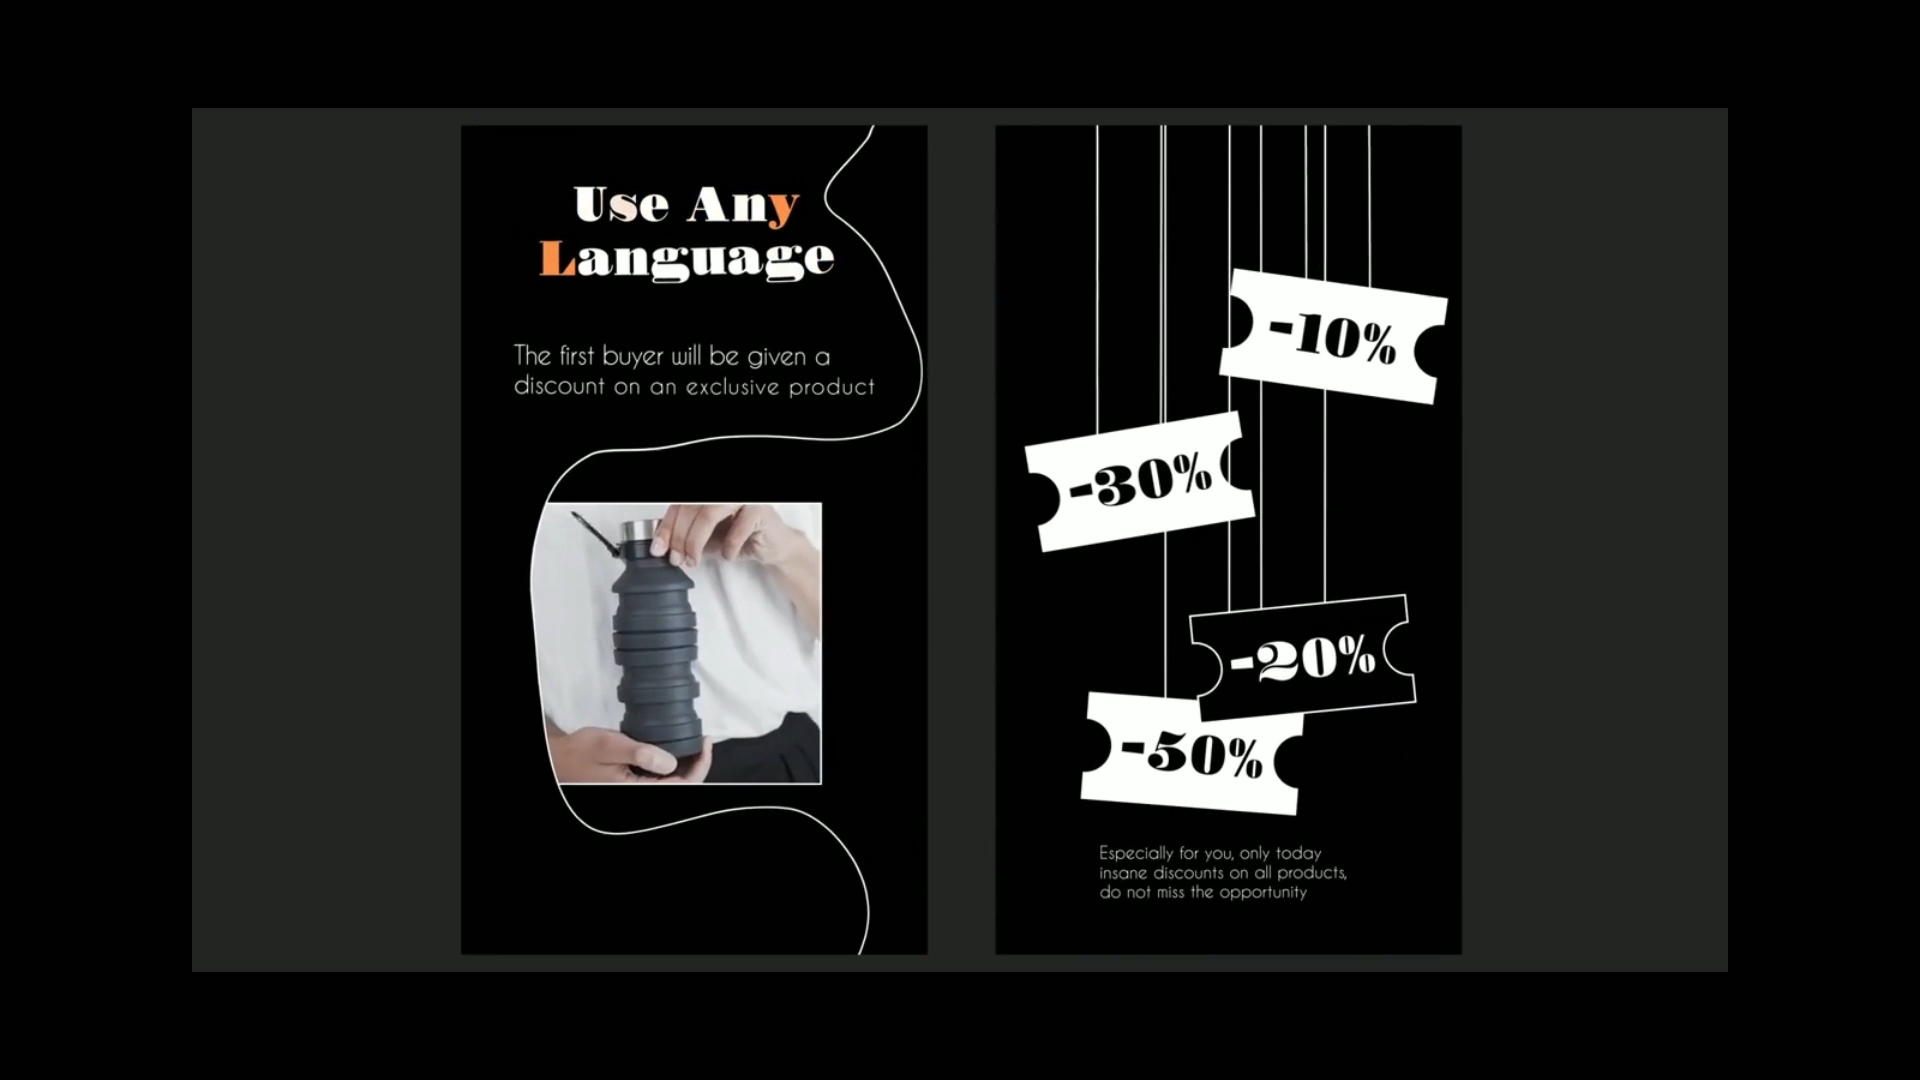 Use Any
Language
The first buyer will be given a
discount on an exclusive product
-10%
-30%
-20%
-50%
Especially for you, only today
insane discounts on all products,
do not miss the opportunity